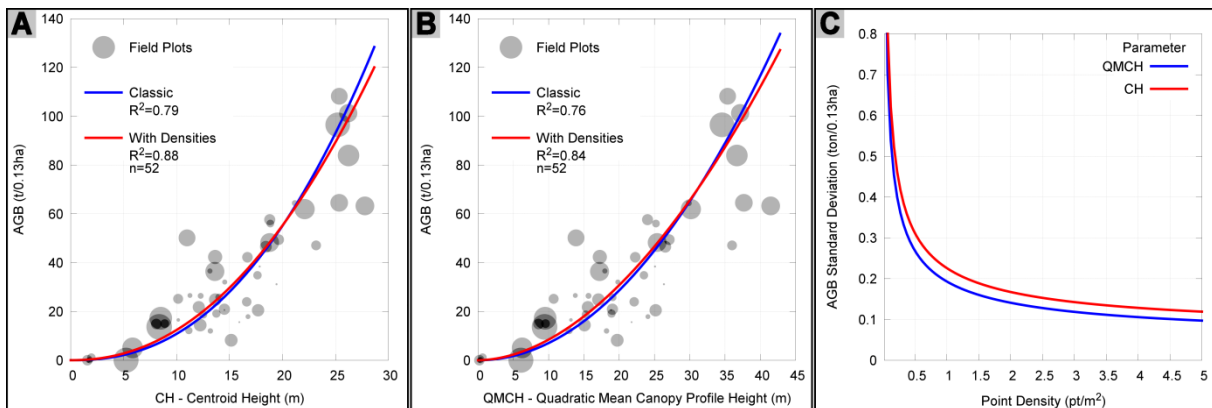 A
140
120
100
80
60
40
20
0
AGB (t/0.13ha)
Field Plots
Classic
R²=0.79
With Densities
R²=0.88
n=52
0 5 10 15 20 25 30
CH - Centroid Height (m)
B
140
120
100
80
60
40
20
0
AGB (t/0.13ha)
Field Plots
Classic
R²=0.76
With Densities
R²=0.84
n=52
0 5 10 15 20 25 30 35 40 45
QMCH - Quadratic Mean Canopy Profile Height (m)
C
0.8
0.7
0.6
0.5
0.4
0.3
0.2
0.1
0
AGB Standard Deviation (ton/0.13ha)
Parameter
QMCH
CH
0.5 1 1.5 2 2.5 3 3.5 4 4.5 5
Point Density (pt/m²)